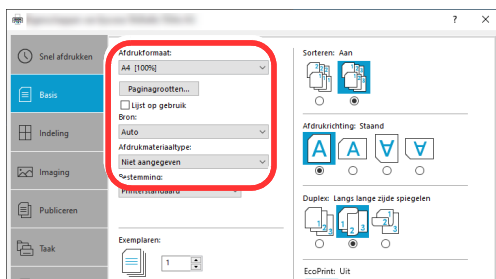 ? X
Snel afdrukken
Basis
Indeling
Imaging
Publiceren
Taak
Afdrukformaat:
A4 [100%]
Paginagrootten...
Lijst op gebruik
Bron:
Auto
Afdrukmateriaaltype:
Niet aangegeven
Bestemming:
Printerstandaard
Exemplaren:
1
Sorteren: Aan
Afdrukrichting: Staand
A A A A
Duplex: Langs lange zijde spiegelen
EcoPrint: Uit